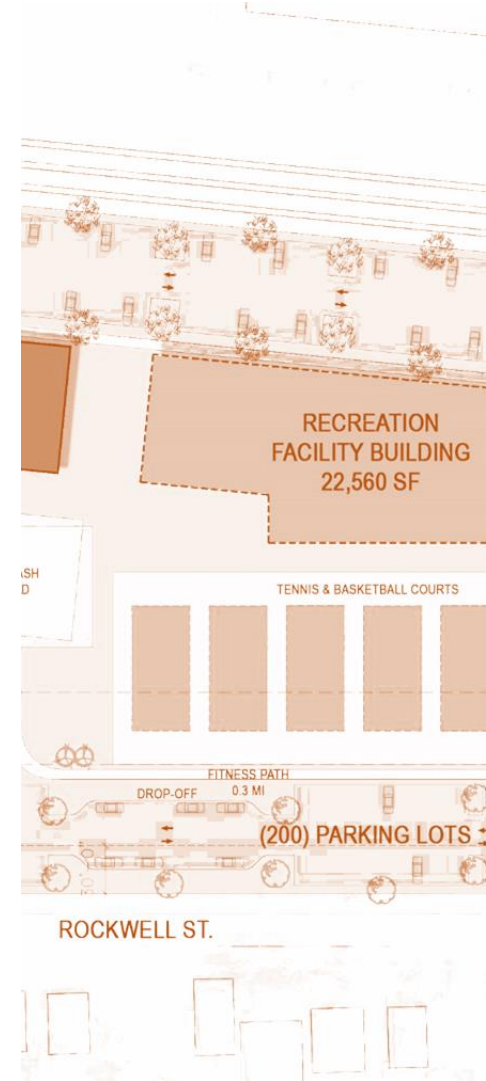 RECREATION
FACILITY BUILDING
22,560 SF
ASH
D
TENNIS & BASKETBALL COURTS
FITNESS PATH
0.3 MI
DROP-OFF
(200) PARKING LOTS
ROCKWELL ST.